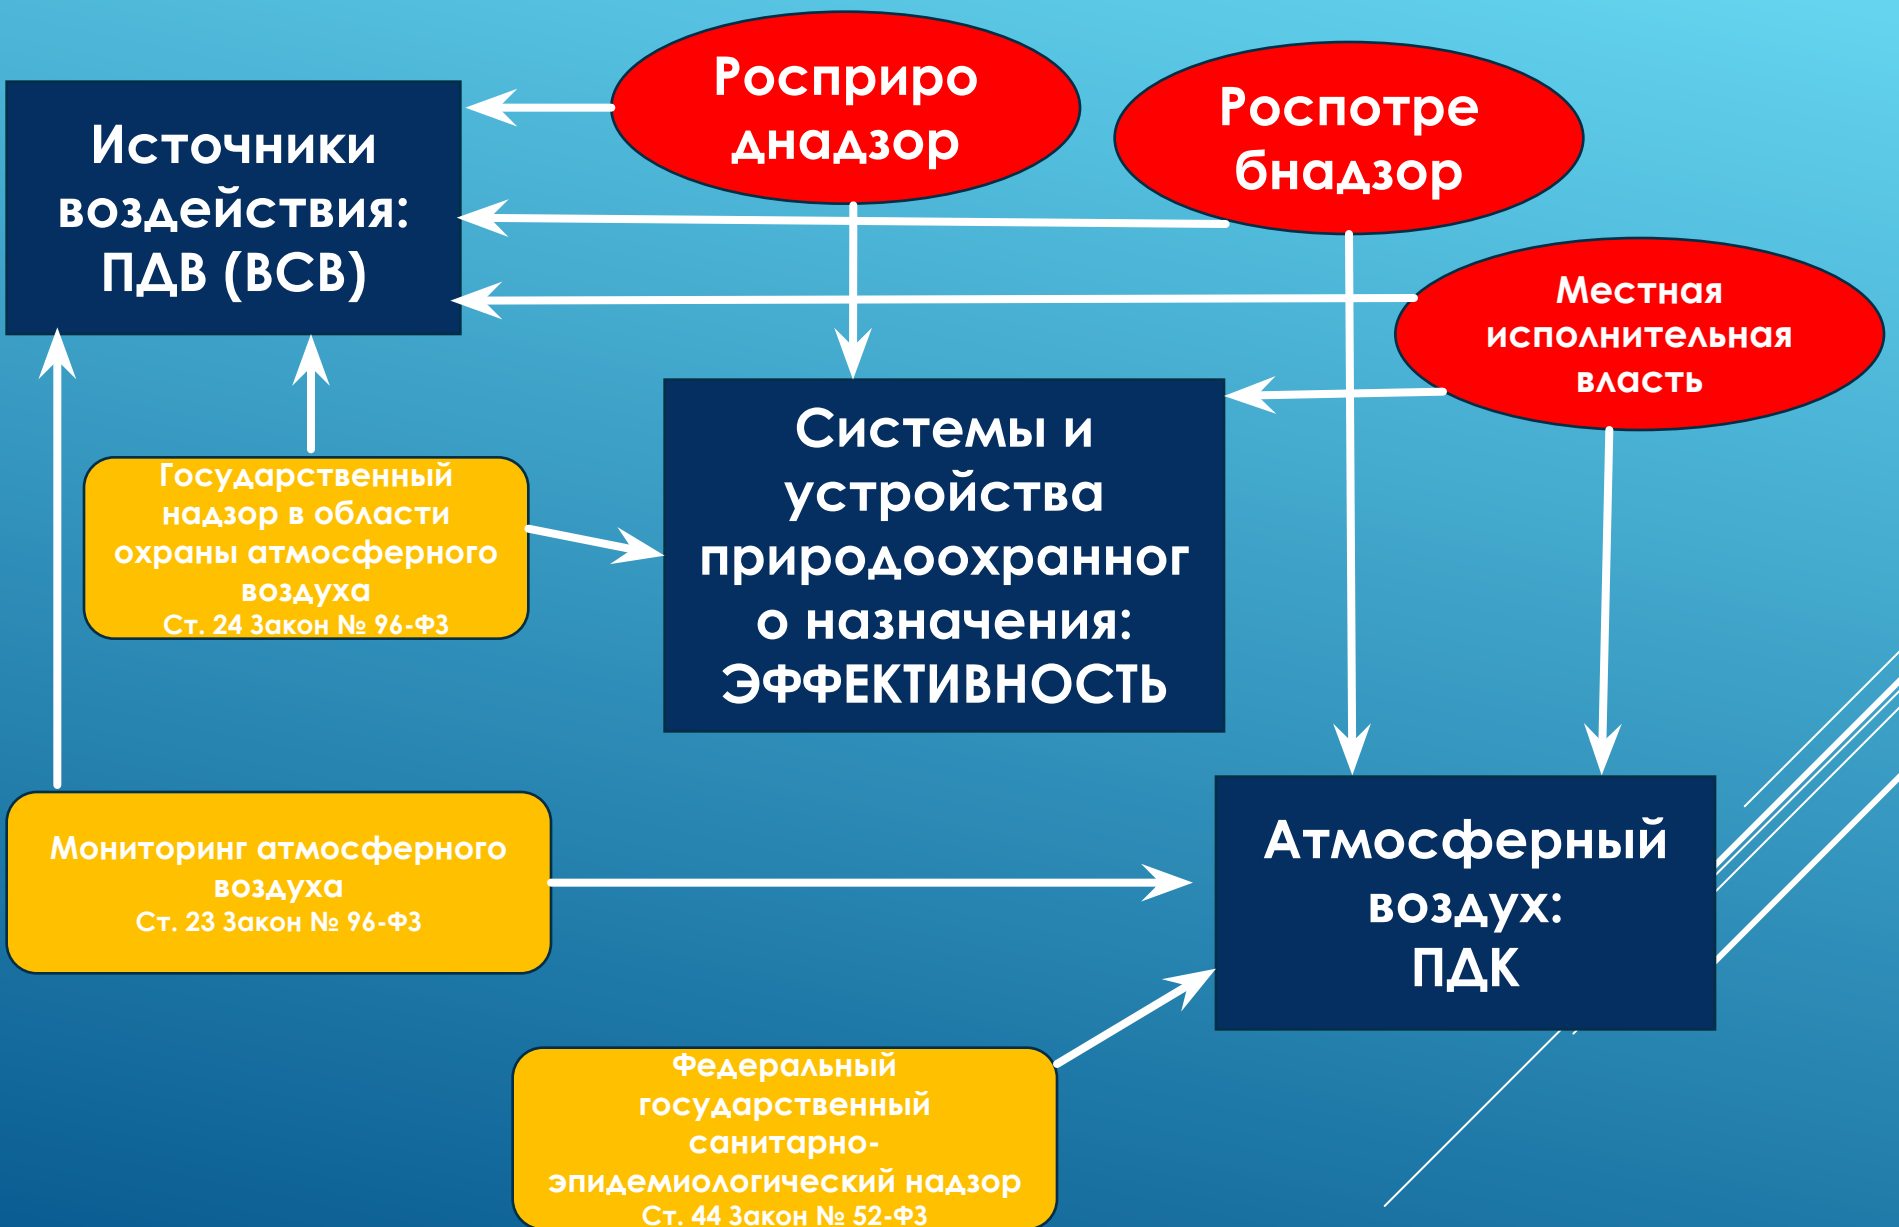 Росприро
днадзор
Роспотре
бнадзор
Источники
воздействия:
ПДВ (ВСВ)
Местная
исполнительная
власть
Системы и
устройства
природоохранног
о назначения:
ЭФФЕКТИВНОСТЬ
Государственный
надзор в области
охраны атмосферного
воздуха
Ст. 24 Закон № 96-ФЗ
Мониторинг атмосферного
воздуха
Ст. 23 Закон № 96-ФЗ
Атмосферный
воздух:
ПДК
Федеральный
государственный
санитарно-
эпидемиологический надзор
Ст. 44 Закон № 52-ФЗ